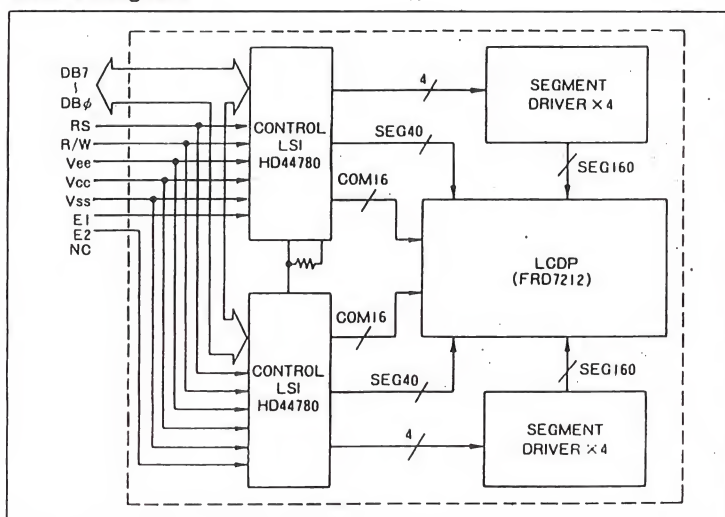 DB7
~
DBφ
RS
R/W
Vee
Vcc
Vss
E1
E2
NC
CONTROL
LSI
HD44780
4
SEG40
COM16
SEGMENT
DRIVER ×4
SEG160
LCDP
(FRD7212)
CONTROL
LSI
HD44780
COM16
SEG40
4
SEG160
SEGMENT
DRIVER ×4